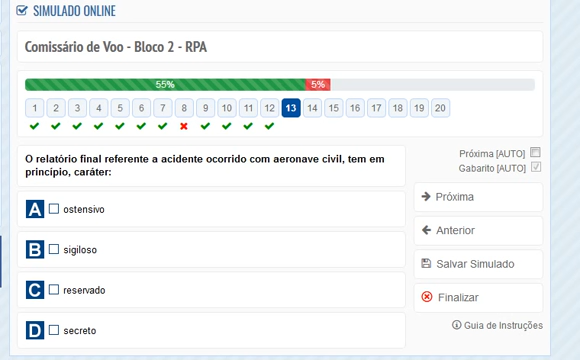 SIMULADO ONLINE
Comissário de Voo - Bloco 2 - RPA
55% 5%
1 2 3 4 5 6 7 8 9 10 11 12 13 14 15 16 17 18 19 20
O relatório final referente a acidente ocorrido com aeronave civil, tem em
princípio, caráter:
A ostensivo
B sigiloso
C reservado
D secreto
Próxima [AUTO]
Gabarito [AUTO]
Próxima
Anterior
Salvar Simulado
Finalizar
Guia de Instruções